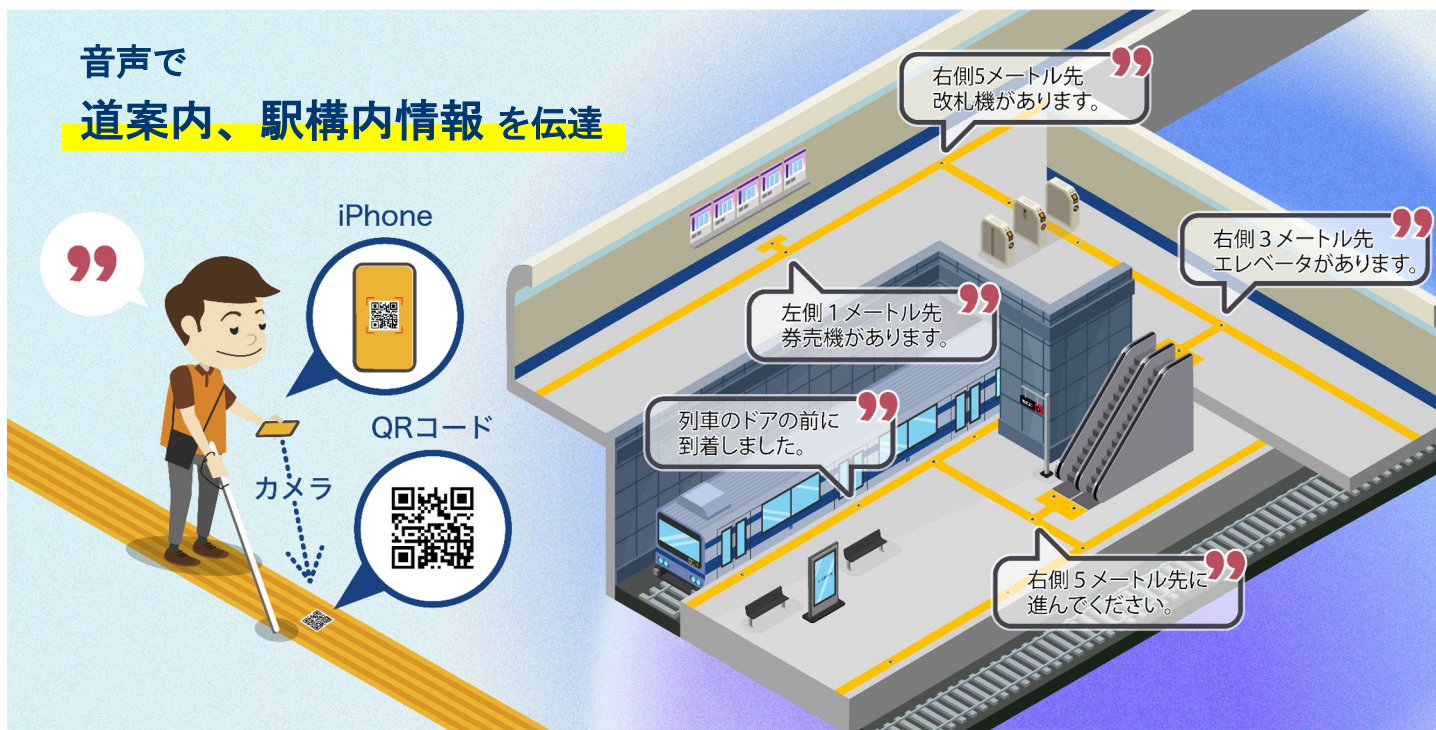 音声で
道案内、駅構内情報 を伝達
iPhone
QRコード
カメラ
右側5メートル先
改札機があります。
右側3メートル先
エレベータがあります。
左側1メートル先
券売機があります。
列車のドアの前に
到着しました。
右側5メートル先に
進んでください。